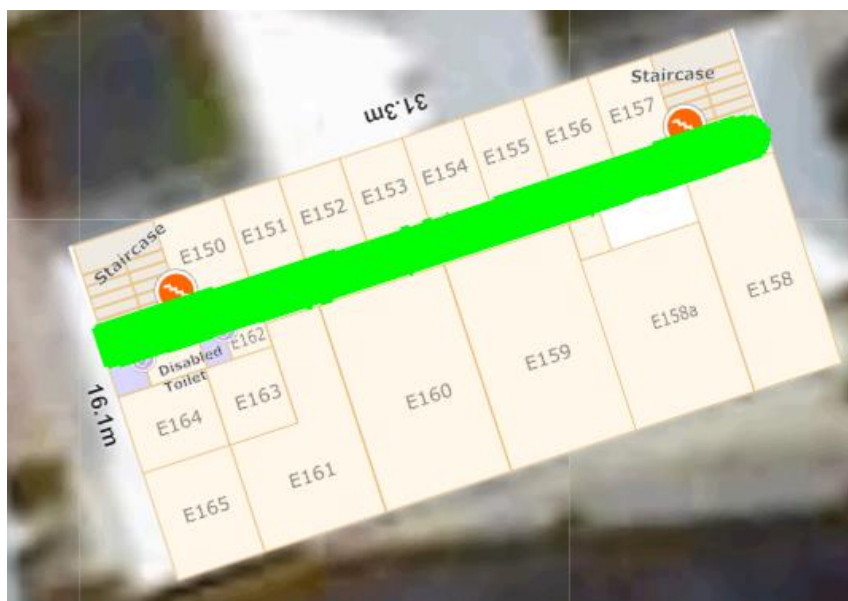 Staircase
31.3m
E157
E156
E155
E154
E153
E152
E151
E150
Staircase
E162
Disabled
Toilet
E163
E164
16.1m
E158
E158a
E159
E160
E161
E165